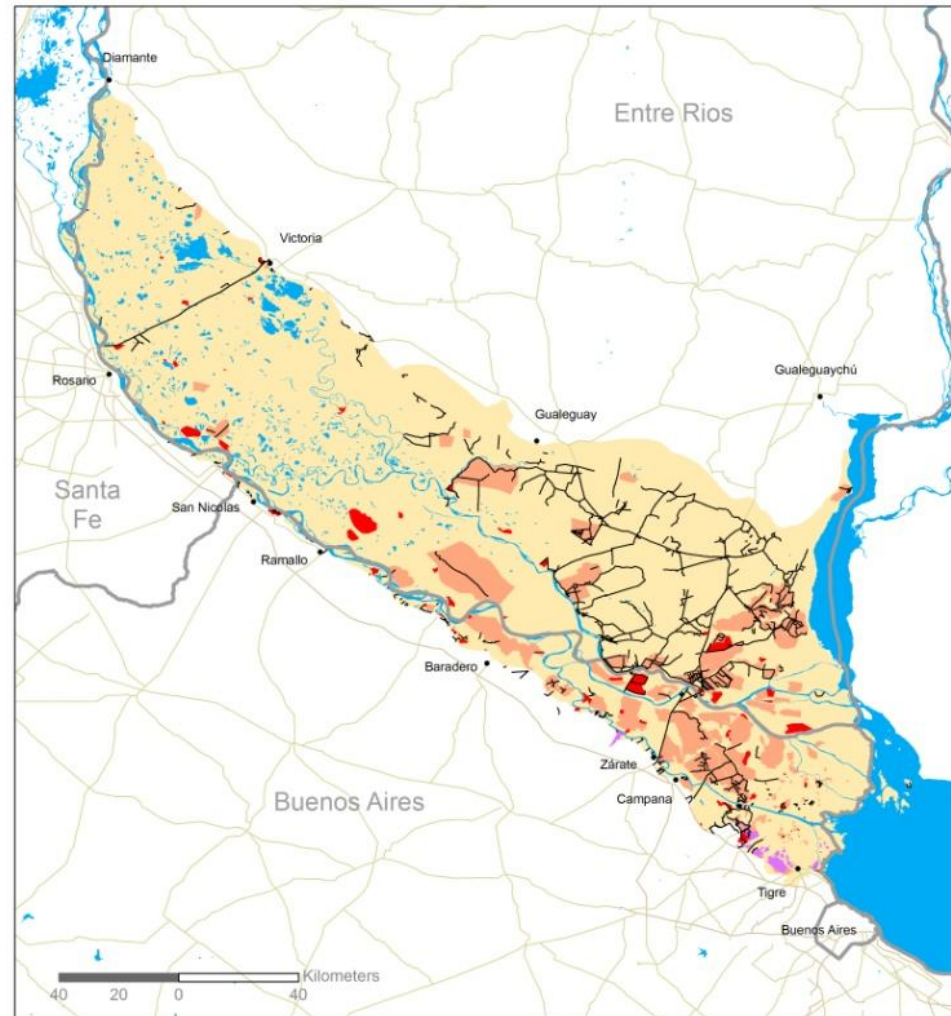 Diamante
Entre Rios
Victoria
Rosario
Gualeguaychú
Gualeguay
Santa
Fe
San Nicolas
Ramallo
Baradero
Zárate
Campana
Buenos Aires
Tigre
Buenos Aires
Kilometers
40 20 0 40